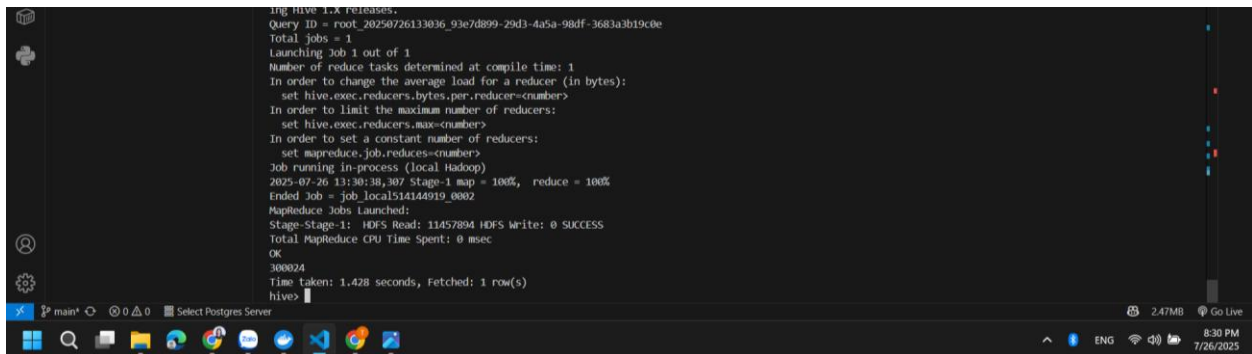 ing Hive 1.X releases.
Query ID = root_20250726133036_93e7d899-29d3-4a5a-98df-3683a3b19c0e
Total jobs = 1
Launching Job 1 out of 1
Number of reduce tasks determined at compile time: 1
In order to change the average load for a reducer (in bytes):
set hive.exec.reducers.bytes.per.reducer=<number>
In order to limit the maximum number of reducers:
set hive.exec.reducers.max=<number>
In order to set a constant number of reducers:
set mapreduce.job.reduces=<number>
Job running in-process (local Hadoop)
2025-07-26 13:30:38,307 Stage-1 map = 100%, reduce = 100%
Ended Job = job_local514144919_0002
MapReduce Jobs Launched:
Stage-Stage-1: HDFS Read: 11457894 HDFS Write: 0 SUCCESS
Total MapReduce CPU Time Spent: 0 msec
OK
300024
Time taken: 1.428 seconds, Fetched: 1 row(s)
hive>
main* 0 0 Select Postgres Server 2.47MB Go Live
Zalo ENG 8:30 PM
7/26/2025